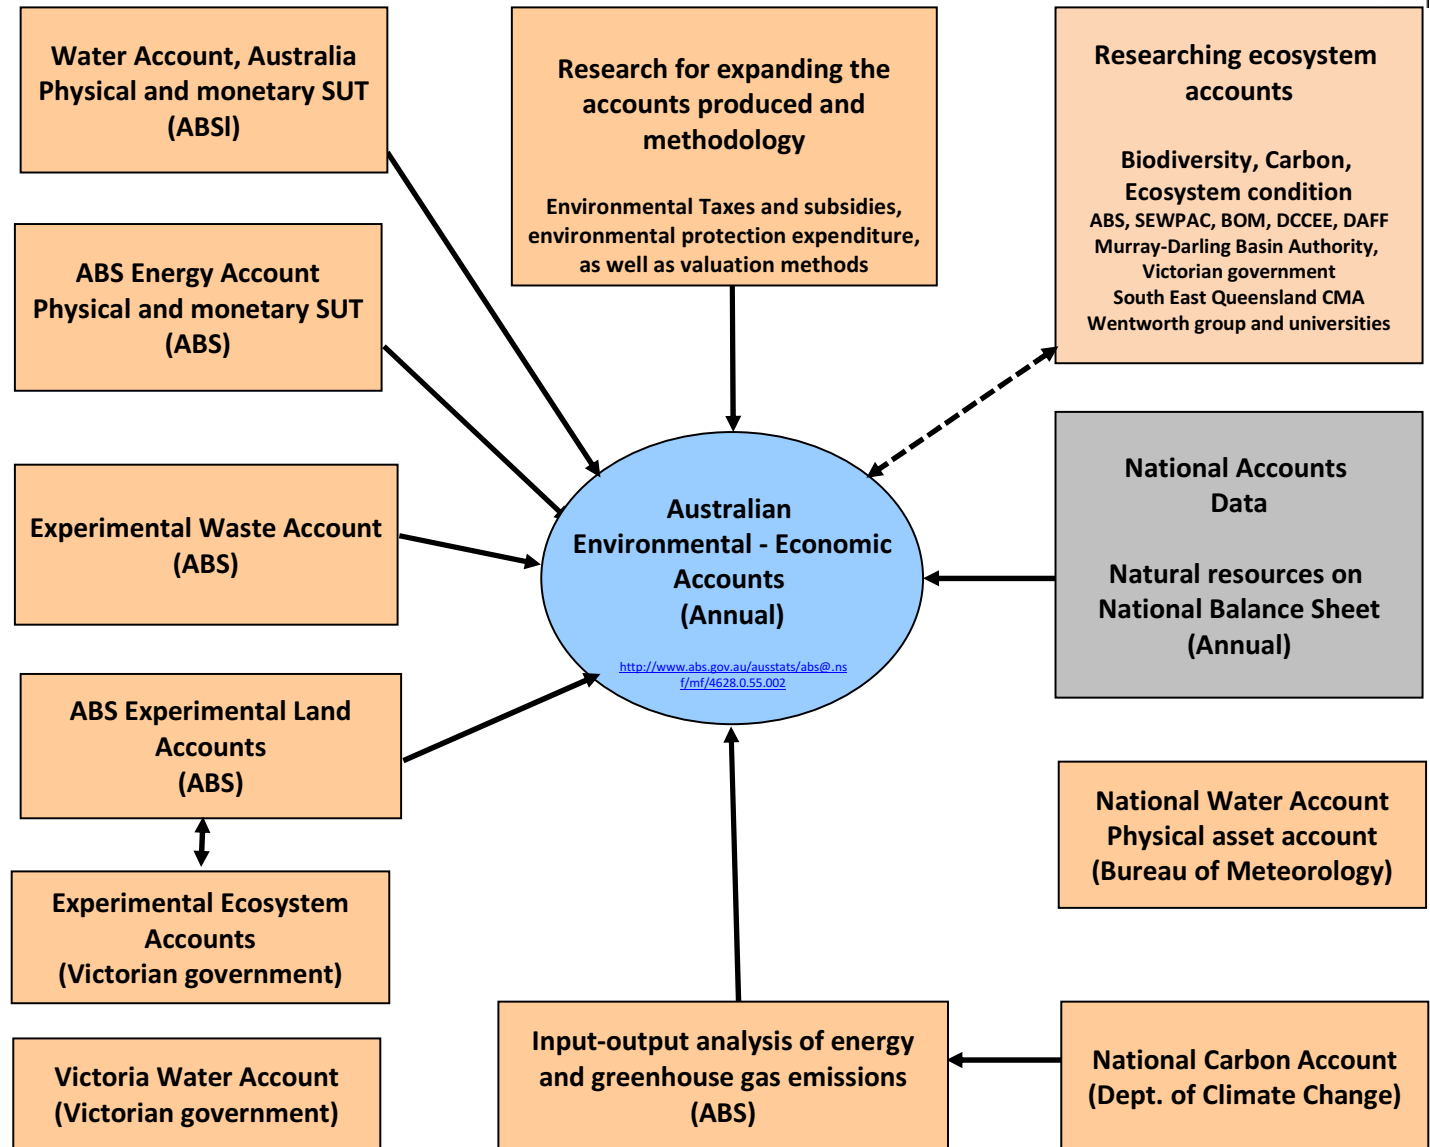 Water Account, Australia
Physical and monetary SUT
(ABSl)
Research for expanding the
accounts produced and
methodology
Environmental Taxes and subsidies,
environmental protection expenditure,
as well as valuation methods
Researching ecosystem
accounts
Biodiversity, Carbon,
Ecosystem condition
ABS, SEWPAC, BOM, DCCEE, DAFF
Murray-Darling Basin Authority,
Victorian government
South East Queensland CMA
Wentworth group and universities
ABS Energy Account
Physical and monetary SUT
(ABS)
National Accounts
Data
Natural resources on
National Balance Sheet
(Annual)
Experimental Waste Account
(ABS)
Australian
Environmental - Economic
Accounts
(Annual)
http://www.abs.gov.au/ausstats/abs@.ns
f/mf/4628.0.55.002
ABS Experimental Land
Accounts
(ABS)
National Water Account
Physical asset account
(Bureau of Meteorology)
Experimental Ecosystem
Accounts
(Victorian government)
Input-output analysis of energy
and greenhouse gas emissions
(ABS)
National Carbon Account
(Dept. of Climate Change)
Victoria Water Account
(Victorian government)